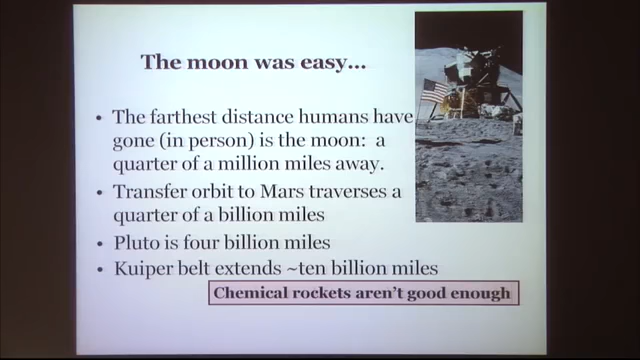 The moon was easy...
• The farthest distance humans have
gone (in person) is the moon: a
quarter of a million miles away.
• Transfer orbit to Mars traverses a
quarter of a billion miles
• Pluto is four billion miles
• Kuiper belt extends ~ten billion miles
Chemical rockets aren't good enough